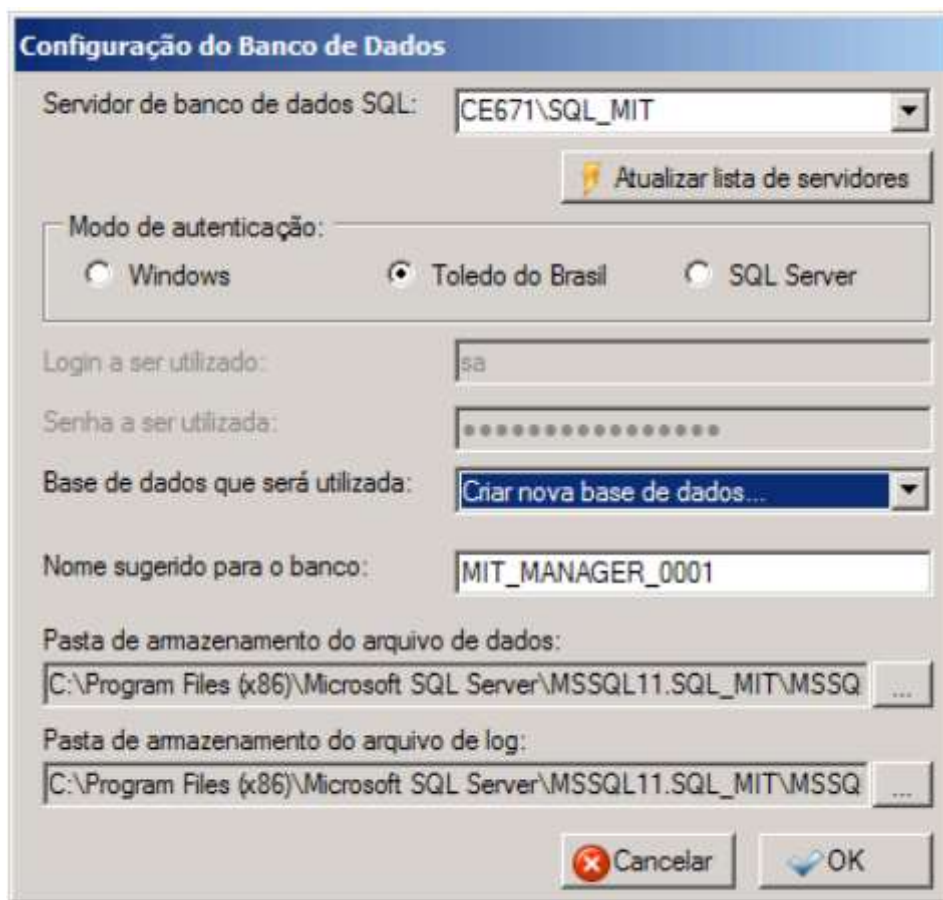 Configuração do Banco de Dados
Servidor de banco de dados SQL: CE671\SQL_MIT
Atualizar lista de servidores
Modo de autenticação:
Windows Toledo do Brasil SQL Server
Login a ser utilizado: sa
Senha a ser utilizada: ●●●●●●●●●●●●●●●●
Base de dados que será utilizada: Criar nova base de dados...
Nome sugerido para o banco: MIT_MANAGER_0001
Pasta de armazenamento do arquivo de dados:
C:\Program Files (x86)\Microsoft SQL Server\MSSQL11.SQL_MIT\MSSQ ...
Pasta de armazenamento do arquivo de log:
C:\Program Files (x86)\Microsoft SQL Server\MSSQL11.SQL_MIT\MSSQ ...
Cancelar OK